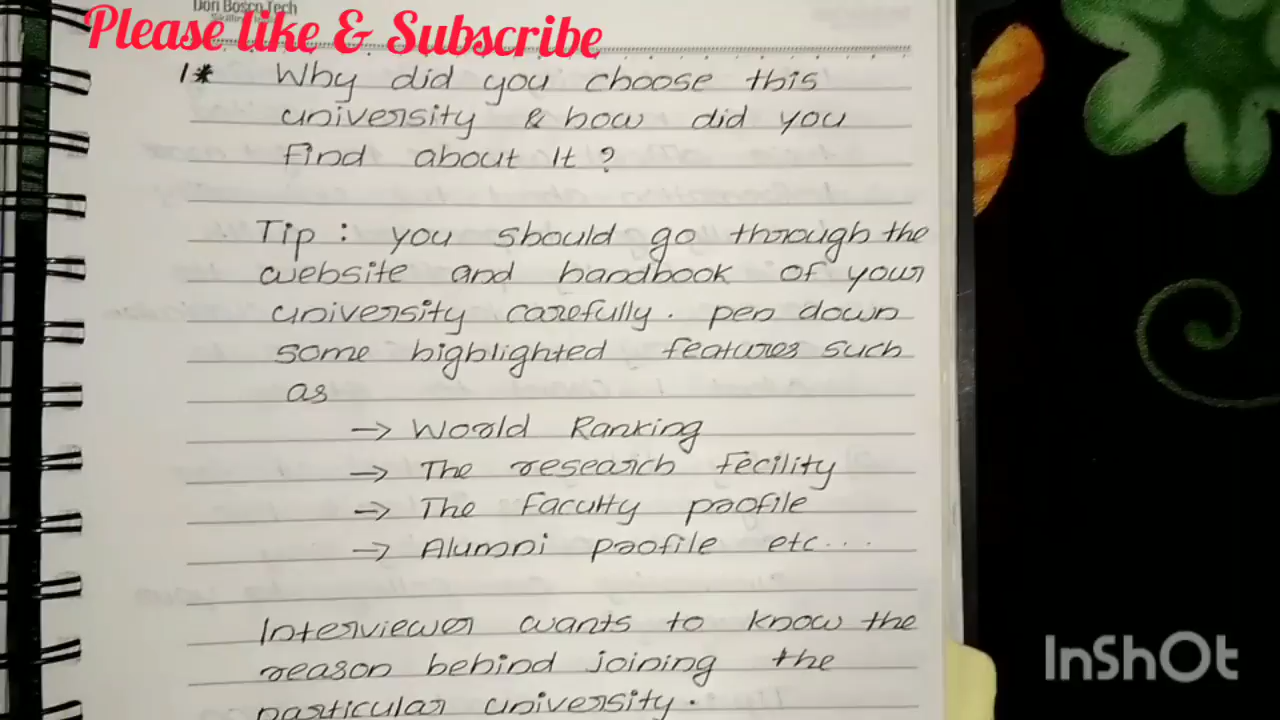 Don Bosco Tech
Please like & Subscribe
1* Why did you choose this
university & how did you
find about It ?
Tip : you should go through the
website and handbook of your
university carefully. pen down
some highlighted features such
as
→ World Ranking
→ The research fecility
→ The Faculty profile
→ Alumni profile etc...
Interviewer wants to know the
reason behind joining the
particular university.
InShOt